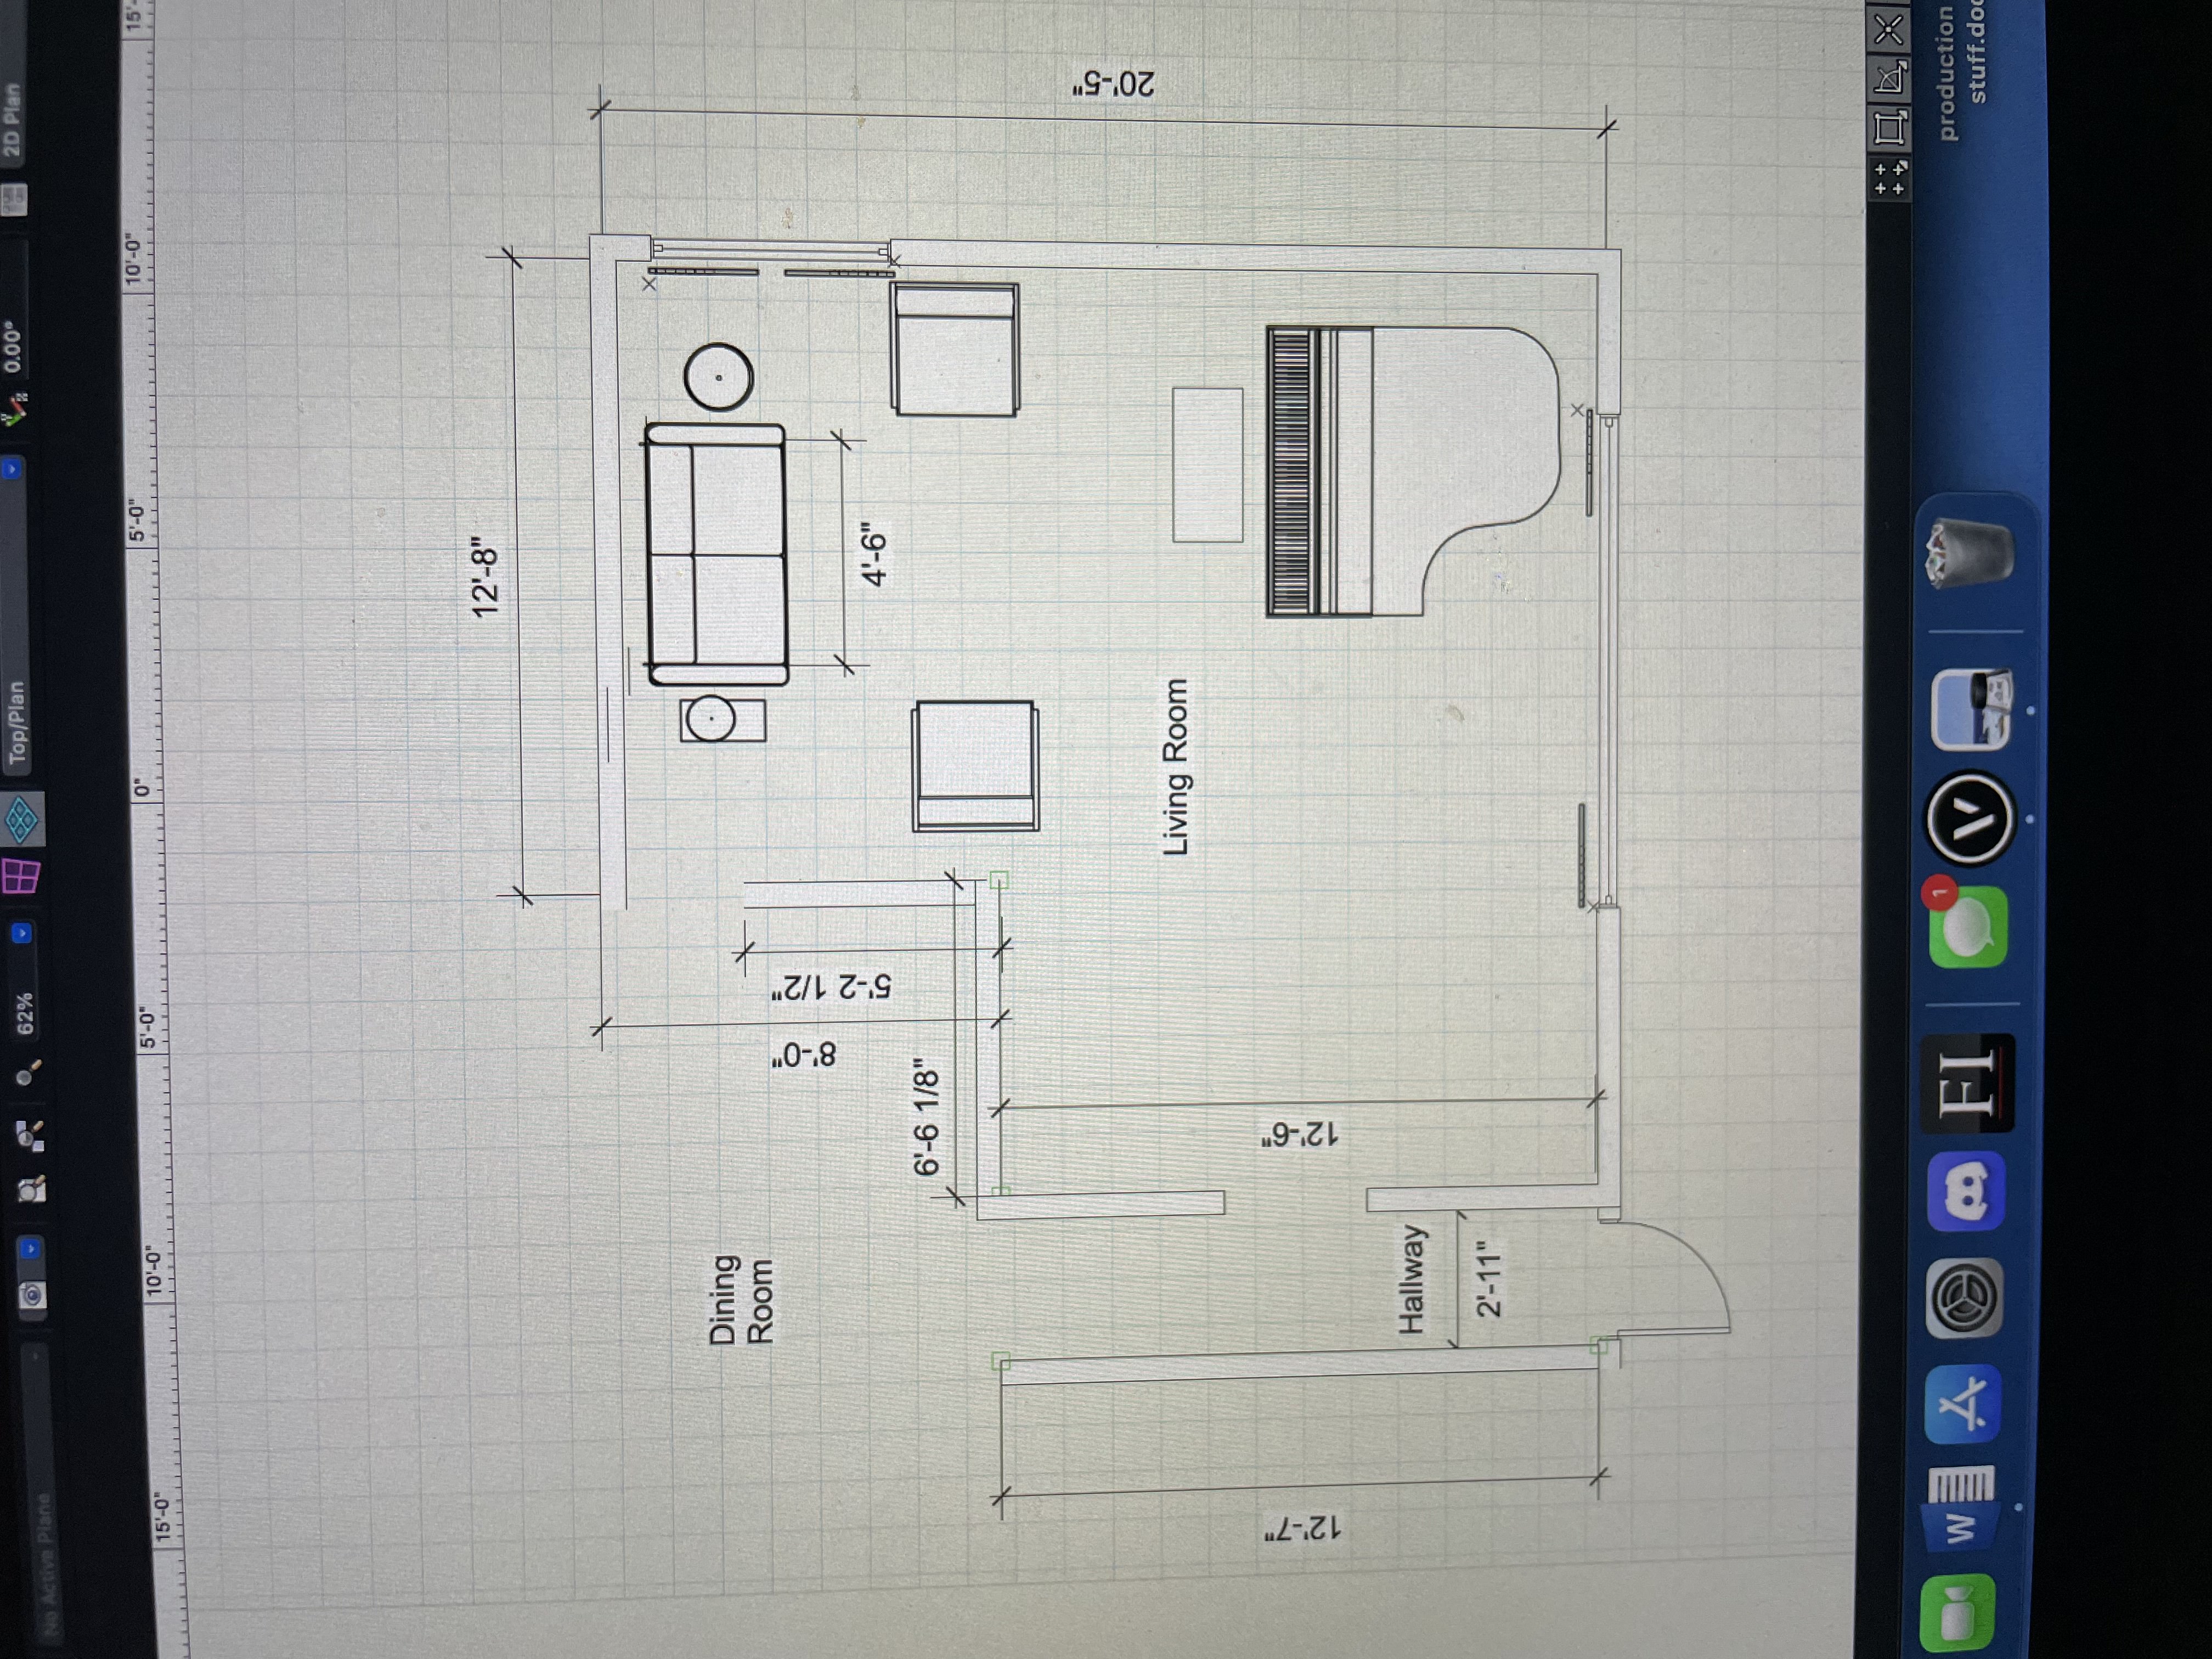 No Active Plane
62%
Top/Plan
0.00°
2D Plan
15'-0"
10'-0"
5'-0"
0"
5'-0"
10'-0"
15'-
12'-8"
Dining
Room
8'-0"
5'-2 1/2"
4'-6"
6'-6 1/8"
20'-5"
Living Room
12'-7"
12'-6"
Hallway
2'-11"
W
FI
1
V
production
stuff.doc